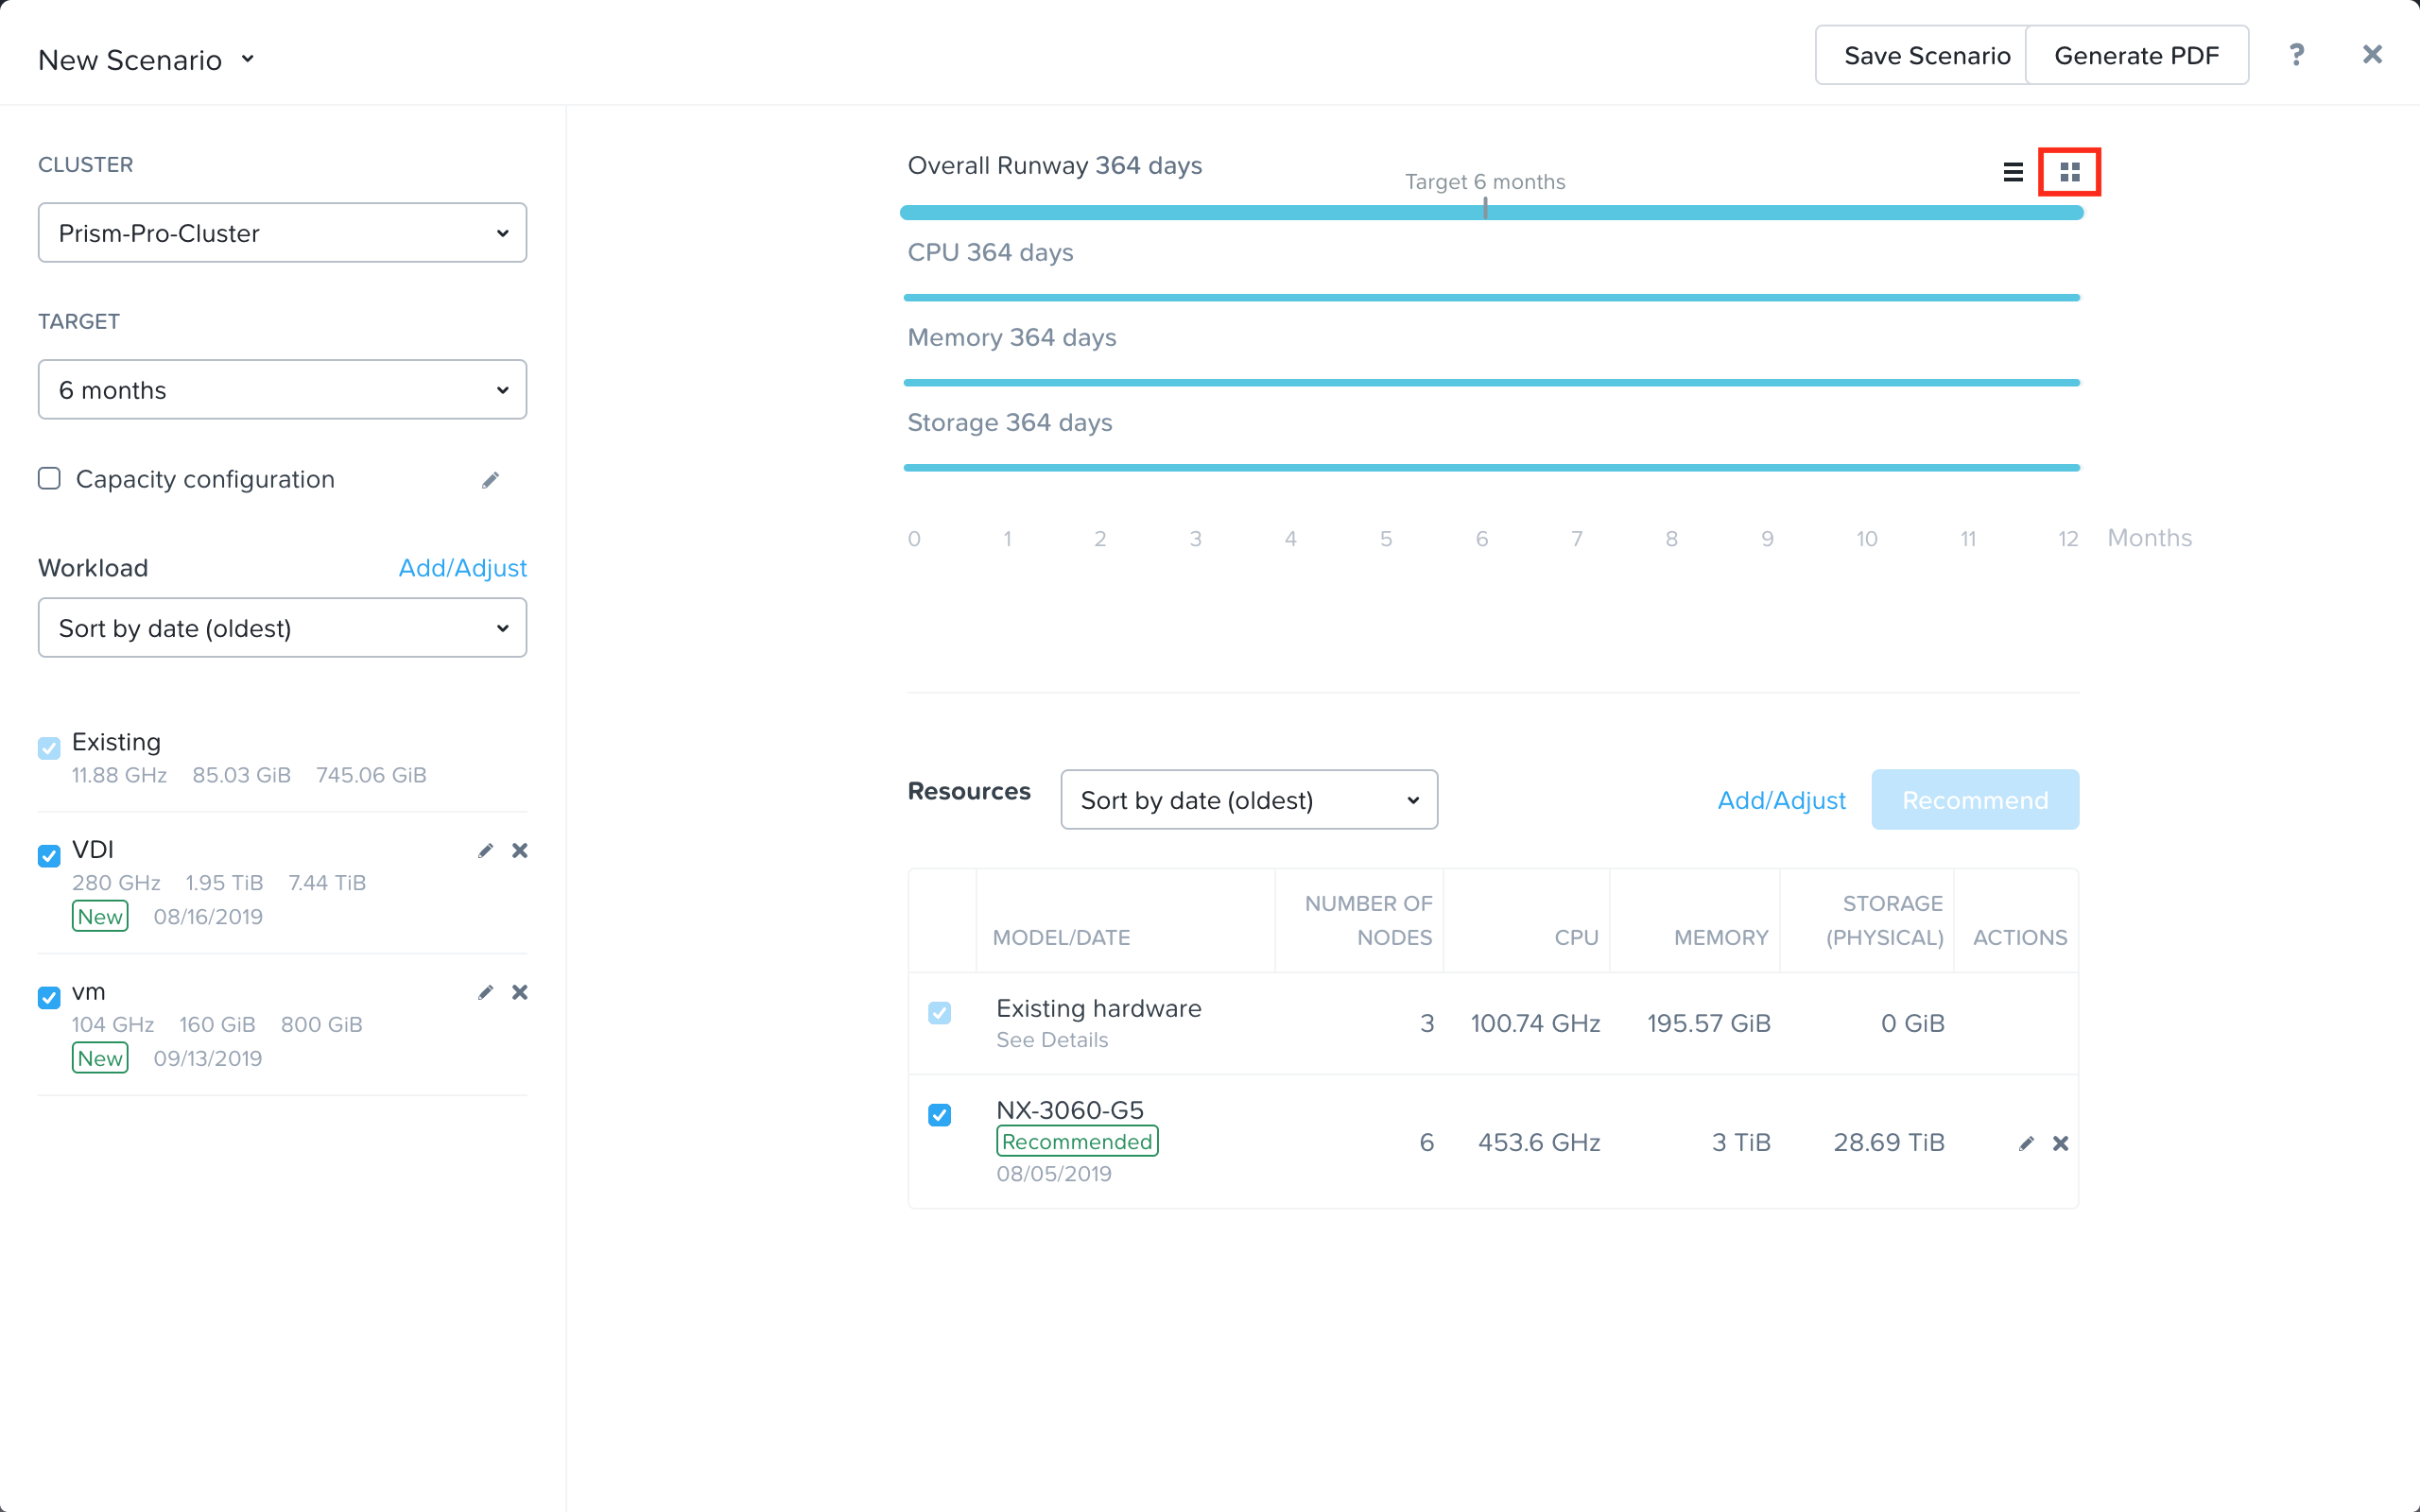 New Scenario
Save Scenario
Generate PDF
?
CLUSTER
Prism-Pro-Cluster
TARGET
6 months
Capacity configuration
Workload
Add/Adjust
Sort by date (oldest)
Existing
11.88 GHz 85.03 GiB 745.06 GiB
VDI
280 GHz 1.95 TiB 7.44 TiB
New 08/16/2019
vm
104 GHz 160 GiB 800 GiB
New 09/13/2019
Overall Runway 364 days
Target 6 months
CPU 364 days
Memory 364 days
Storage 364 days
0 1 2 3 4 5 6 7 8 9 10 11 12 Months
Resources
Sort by date (oldest)
Add/Adjust
Recommend
MODEL/DATE
NUMBER OF
NODES
CPU
MEMORY
STORAGE
(PHYSICAL)
ACTIONS
Existing hardware
See Details
3 100.74 GHz 195.57 GiB 0 GiB
NX-3060-G5
Recommended
08/05/2019
6 453.6 GHz 3 TiB 28.69 TiB